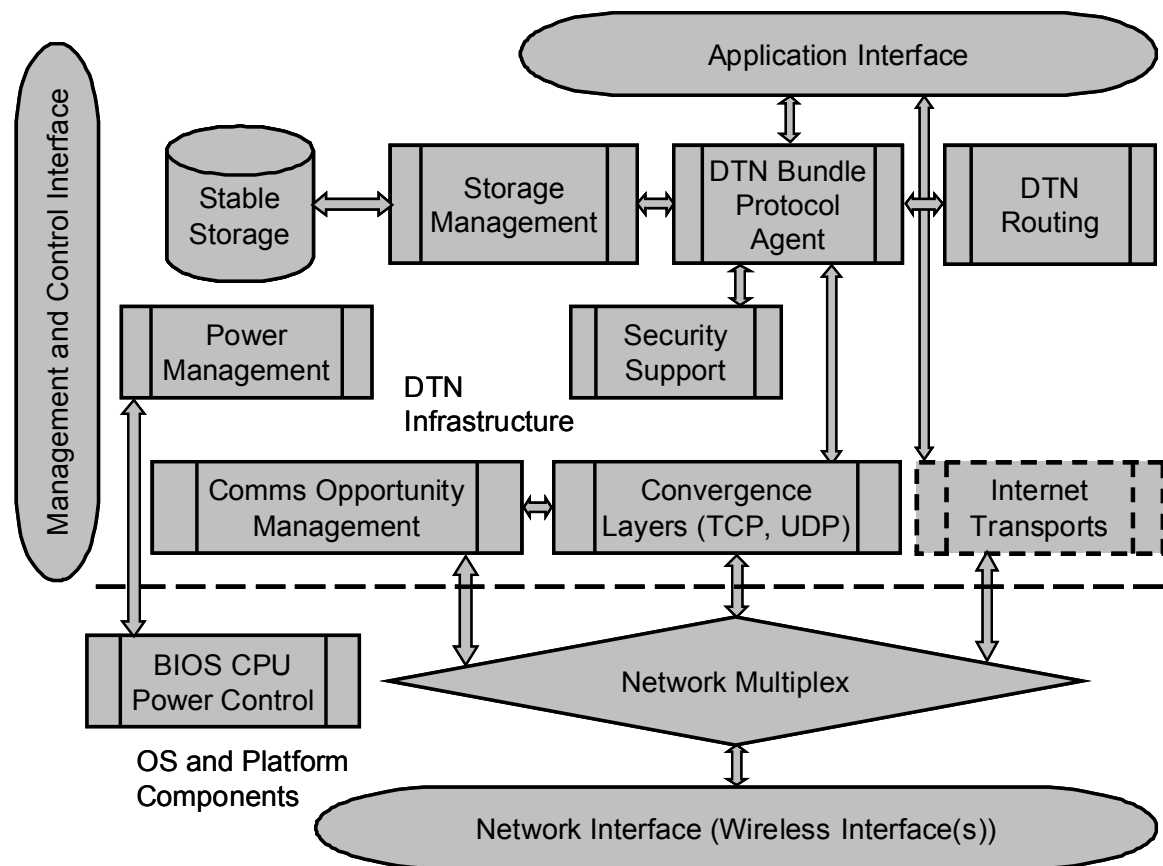 Application Interface
Management and Control Interface
Stable
Storage
Storage
Management
DTN Bundle
Protocol
Agent
DTN
Routing
Power
Management
Security
Support
DTN
Infrastructure
Comms Opportunity
Management
Convergence
Layers (TCP, UDP)
Internet
Transports
BIOS CPU
Power Control
Network Multiplex
OS and Platform
Components
Network Interface (Wireless Interface(s))